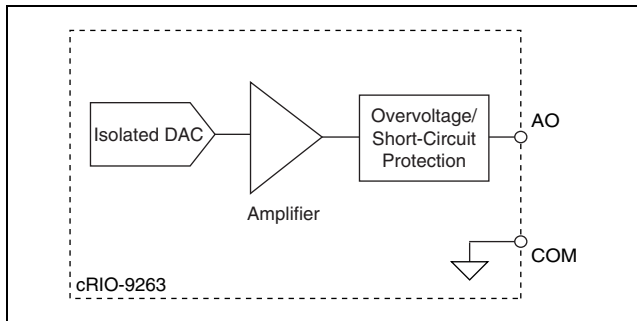 Isolated DAC
Amplifier
Overvoltage/
Short-Circuit
Protection
AO
COM
cRIO-9263